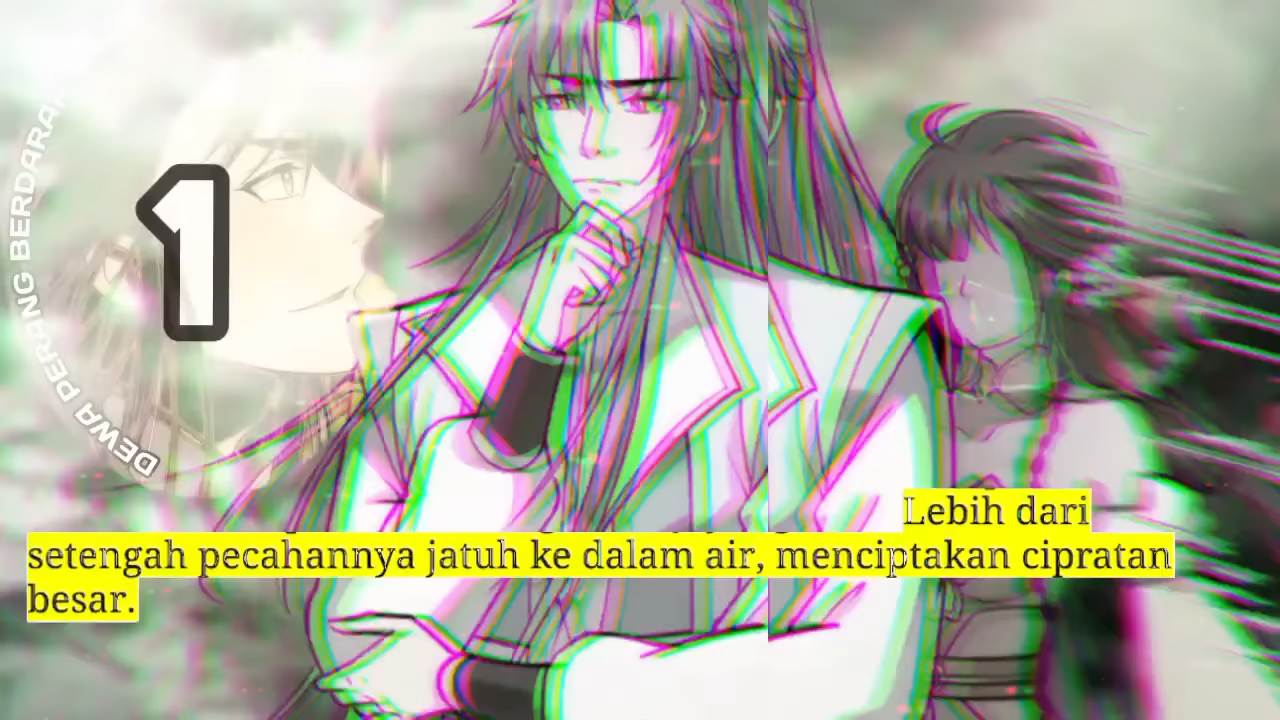 DEWA PERANG BERDARAH
1
Lebih dari
setengah pecahannya jatuh ke dalam air, menciptakan cipratan
besar.